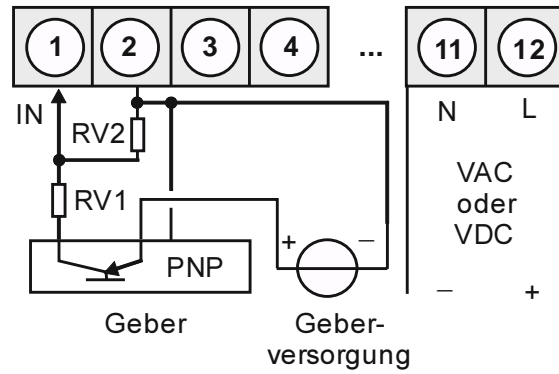 1 2 3 4 ... 11 12
IN
N L
RV2
RV1
VAC
oder
VDC
+ –
PNP
– +
Geber
Geber-
versorgung